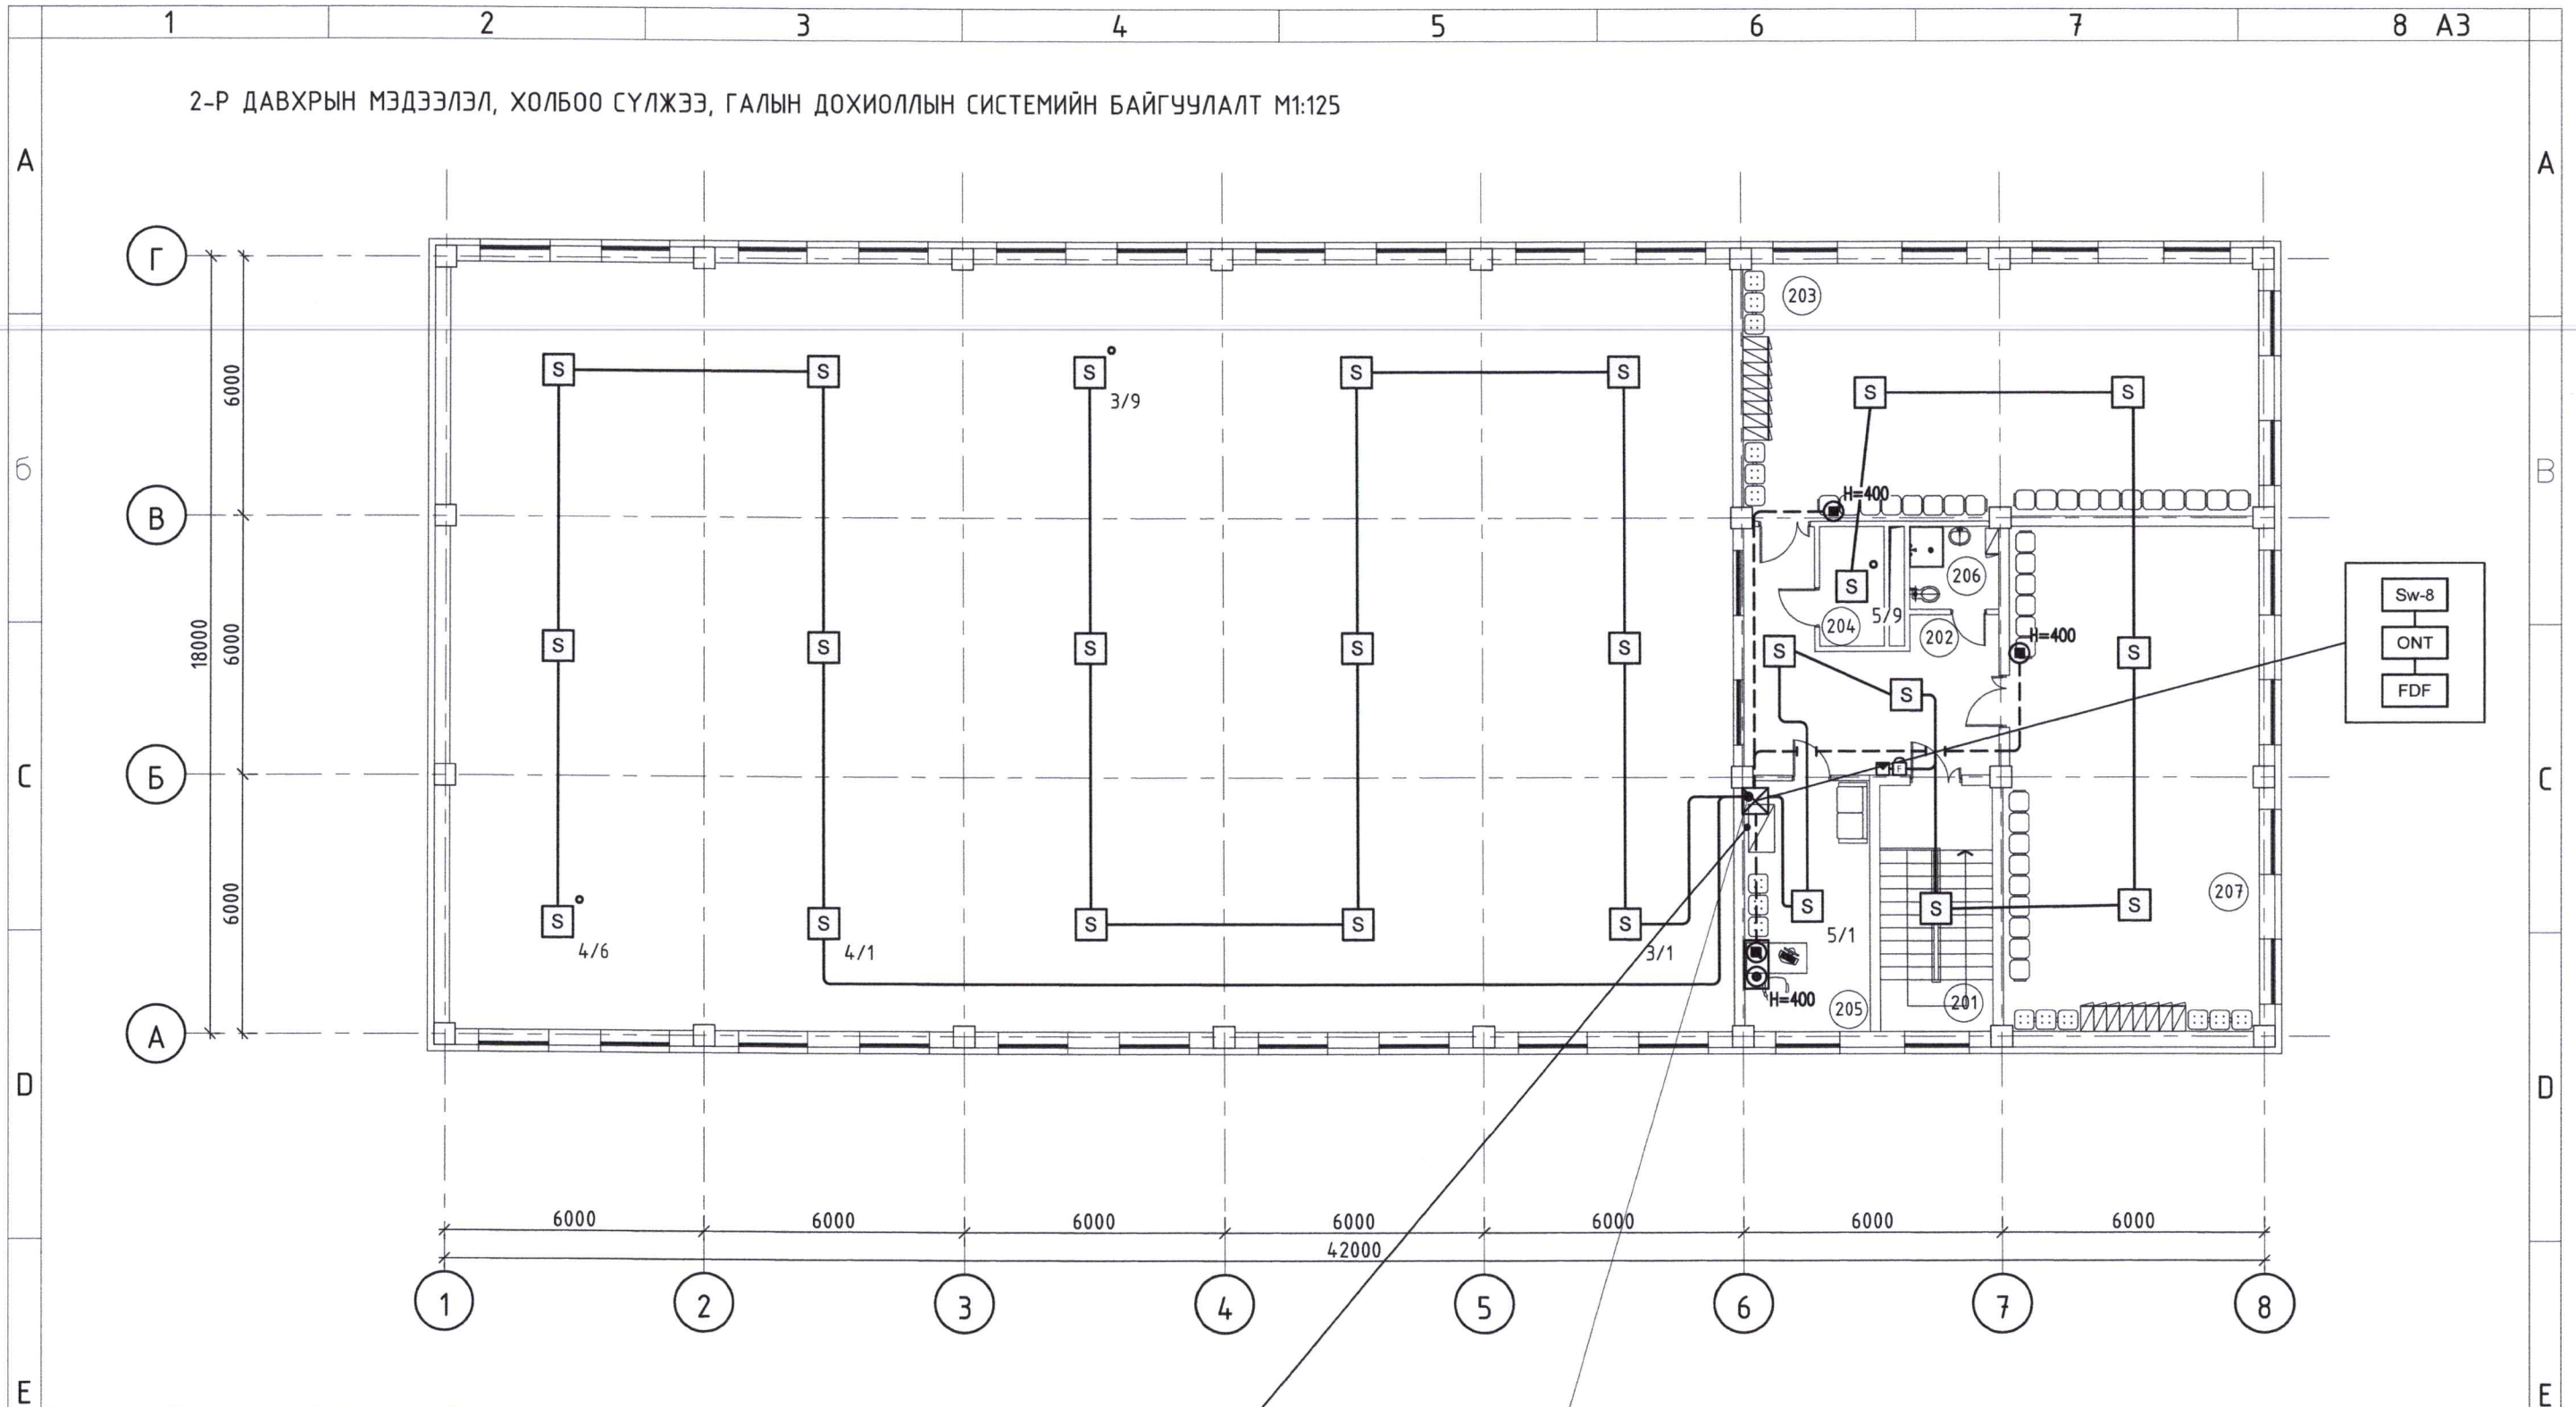 1 2 3 4 5 6 7 8 A3
2-Р ДАВХРЫН МЭДЭЭЛЭЛ, ХОЛБОО СҮЛЖЭЭ, ГАЛЫН ДОХИОЛЛЫН СИСТЕМИЙН БАЙГУУЛАЛТ М1:125
A A
Г
203
6000
S S S S S
3/9
S S
Б B
H=400
В
S
206
5/9
204
202
H=400
Sw-8
ONT
FDF
18000
6000
S S S S S S S
S
C C
Б
F
6000
207
S S S S S S S S
4/6 4/1 3/1 5/1
H=400
205 201
А
D D
6000 6000 6000 6000 6000 6000 6000
42000
1 2 3 4 5 6 7 8
E E